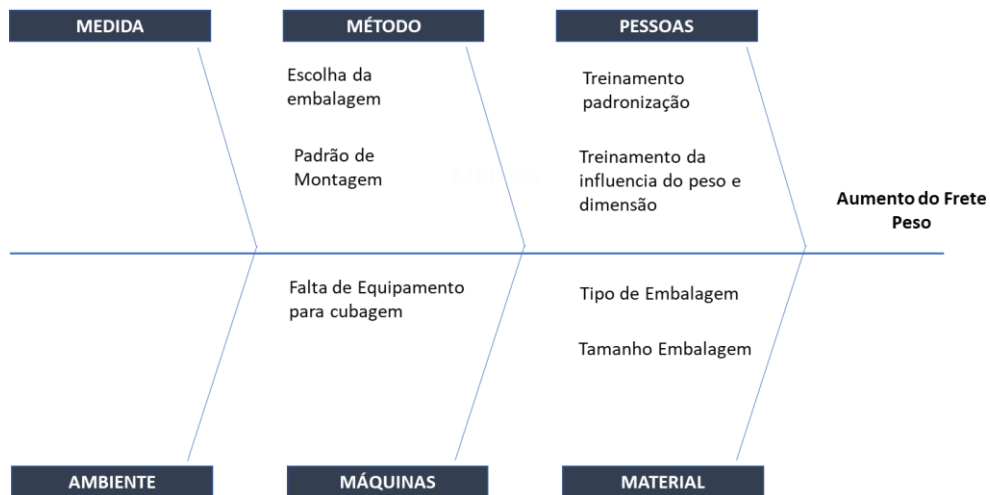 MEDIDA
MÉTODO
PESSOAS
Escolha da
embalagem
Padrão de
Montagem
Treinamento
padronização
Treinamento da
influencia do peso e
dimensão
Aumento do Frete
Peso
Falta de Equipamento
para cubagem
Tipo de Embalagem
Tamanho Embalagem
AMBIENTE
MÁQUINAS
MATERIAL